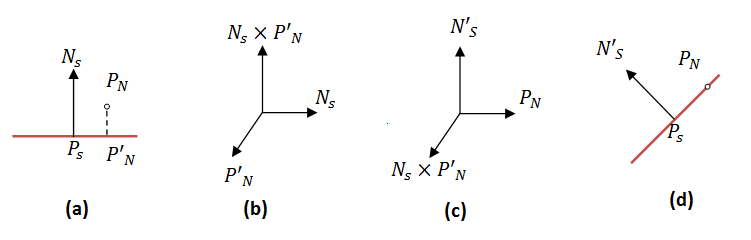 N_s
P_N
P_s
P'_N
(a)
N_s × P'_N
N_s
P'_N
(b)
N'_S
P_N
N_s × P'_N
(c)
N'_S
P_N
P_s
(d)